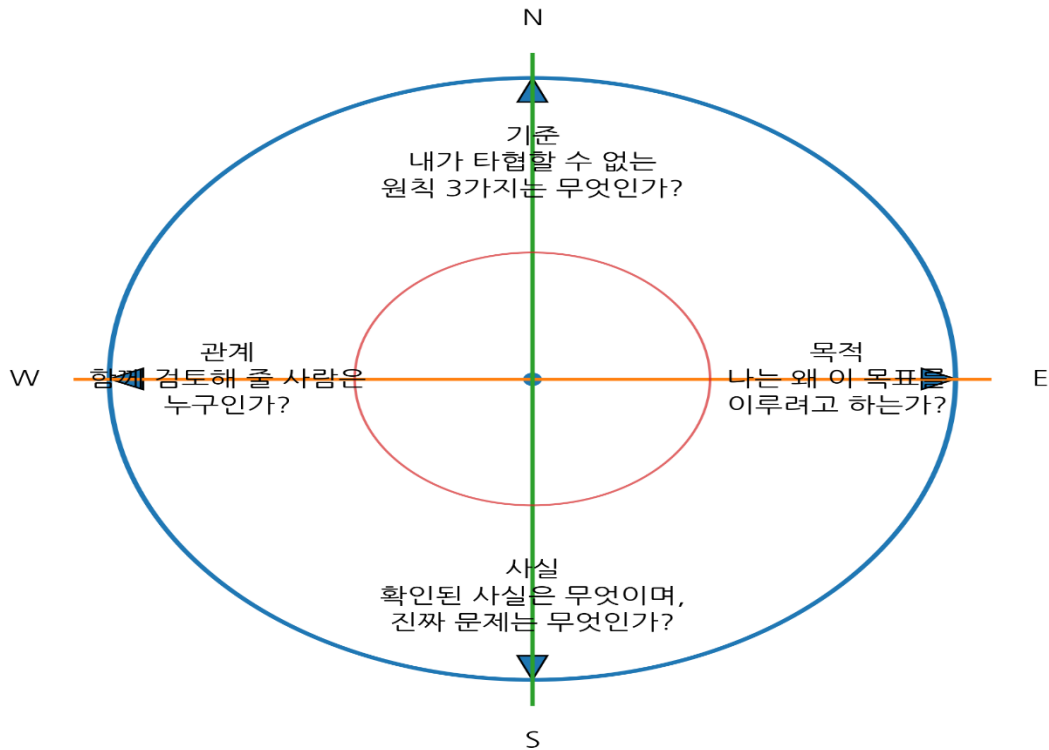 N
기준
내가 타협할 수 없는
원칙 3가지는 무엇인가?
관계
함께 검토해 줄 사람은
누구인가?
W
목적
나는 왜 이 목표를
이루려고 하는가?
E
사실
확인된 사실은 무엇이며,
진짜 문제는 무엇인가?
S